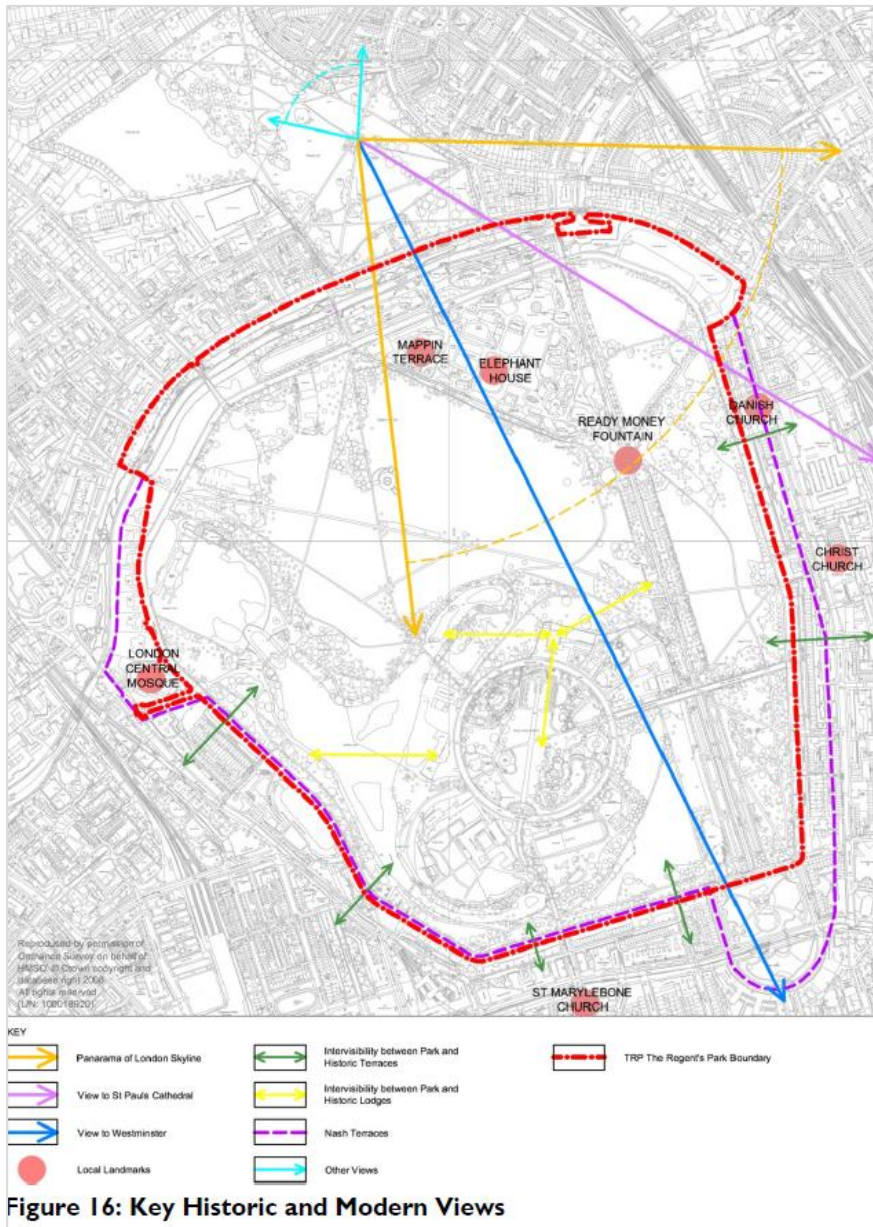 MAPPIN
TERRACE
ELEPHANT
HOUSE
READY MONEY
FOUNTAIN
DANISH
CHURCH
CHRIST
CHURCH
LONDON
CENTRAL
MOSQUE
ST MARYLEBONE
CHURCH
Reproduced by permission of
Ordnance Survey on behalf of
HMSO. © Crown copyright and
database right 2008.
All rights reserved
KEY
Panarama of London Skyline
View to St Pauls Cathedral
View to Westminster
Local Landmarks
Intervisibility between Park and
Historic Terraces
Intervisibility between Park and
Historic Lodges
Nash Terraces
Other Views
TRP The Regent's Park Boundary
Figure 16: Key Historic and Modern Views